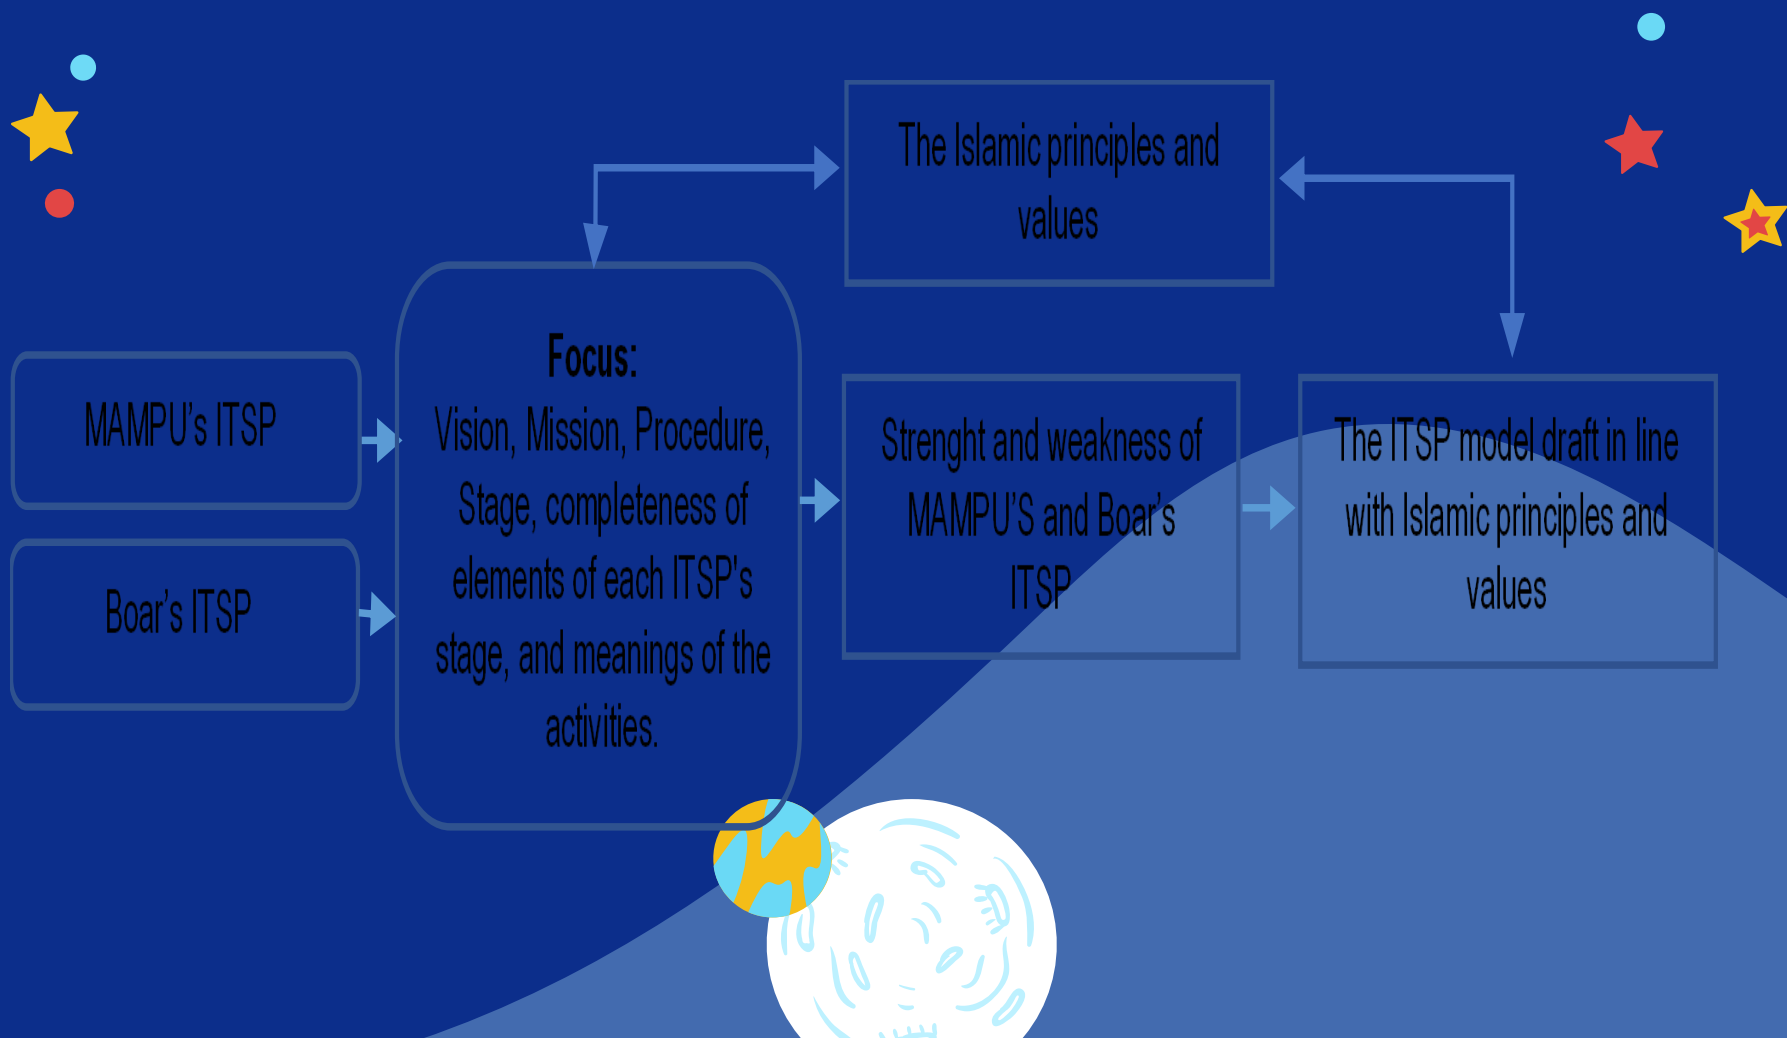 The Islamic principles and
values
MAMPU's ITSP
Boar's ITSP
Focus:
Vision, Mission, Procedure,
Stage, completeness of
elements of each ITSP's
stage, and meanings of the
activities.
Strenght and weakness of
MAMPU'S and Boar's
ITSP
The ITSP model draft in line
with Islamic principles and
values